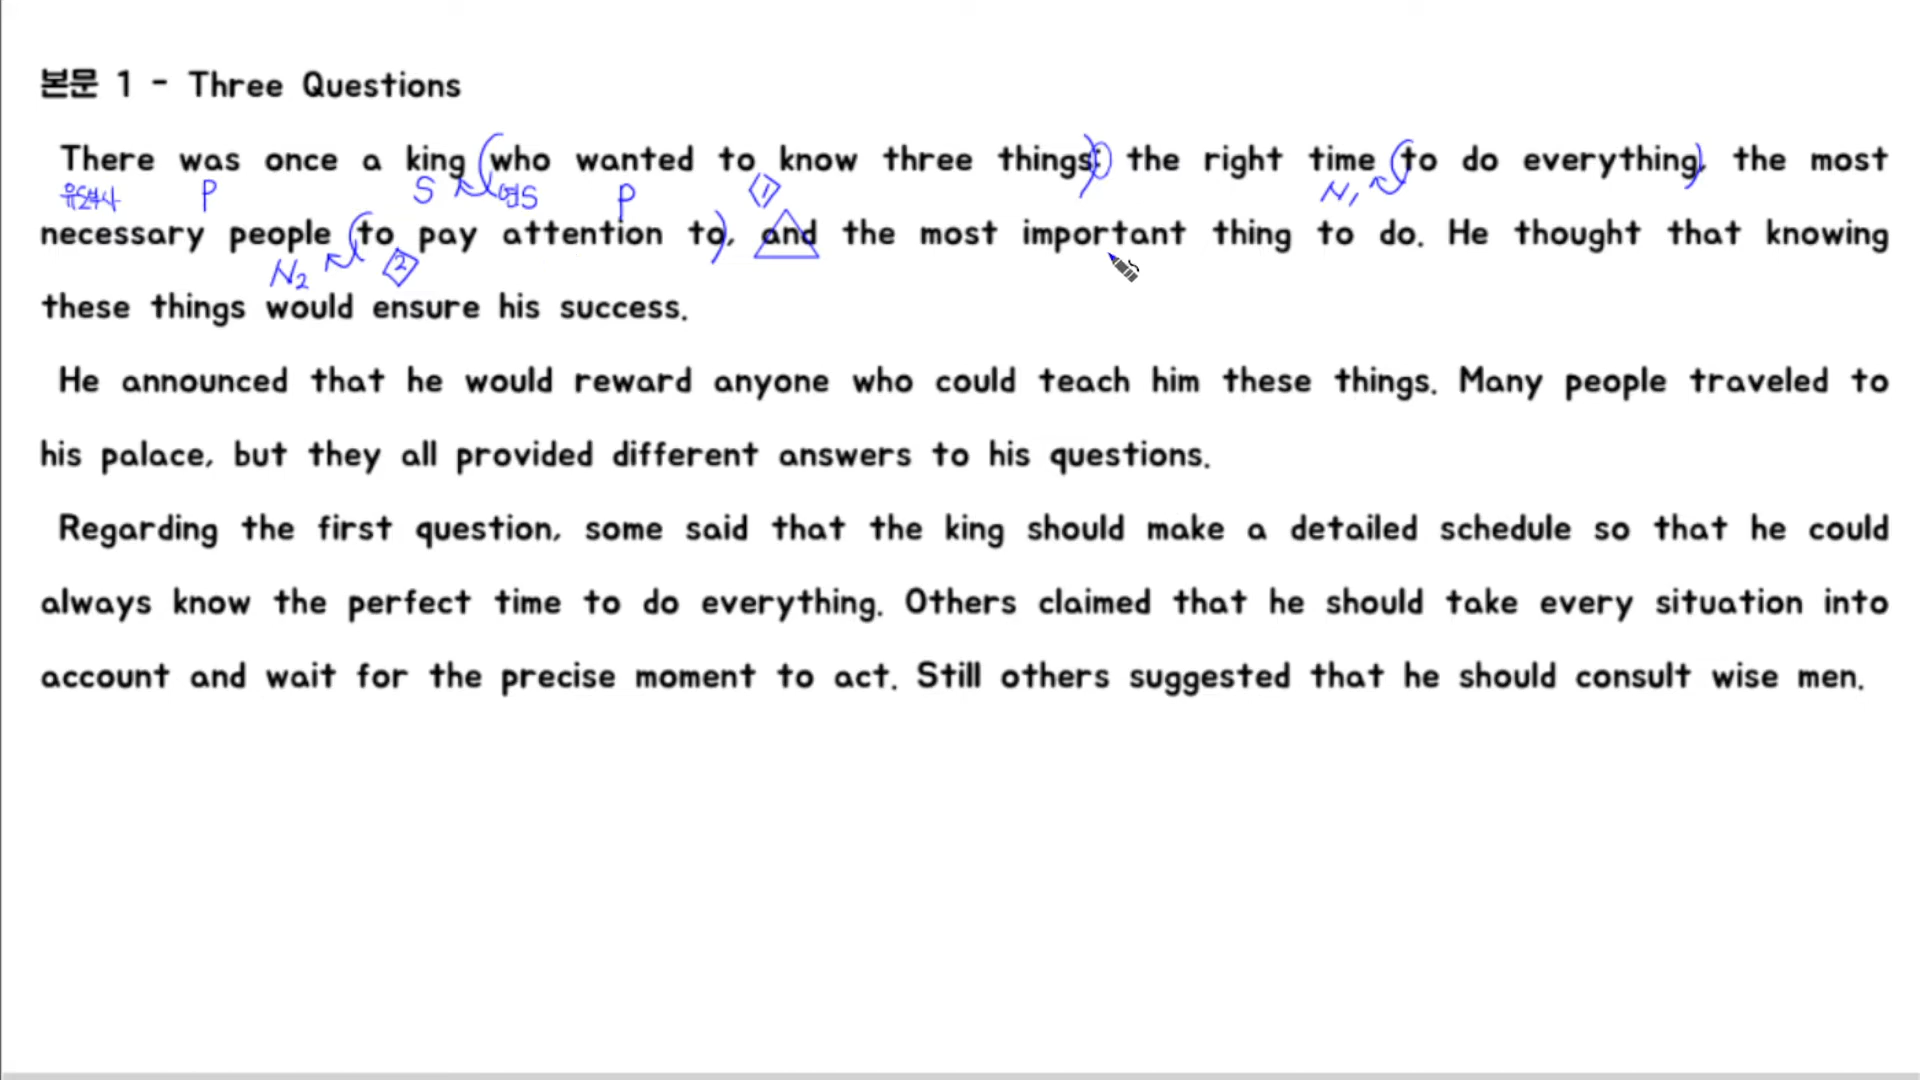 본문 1 - Three Questions
There was once a king (who wanted to know three things): the right time (to do everything), the most
유도부사 P S 주S P 1 N1
necessary people (to pay attention to), and the most important thing to do. He thought that knowing
N2 2
these things would ensure his success.
He announced that he would reward anyone who could teach him these things. Many people traveled to
his palace, but they all provided different answers to his questions.
Regarding the first question, some said that the king should make a detailed schedule so that he could
always know the perfect time to do everything. Others claimed that he should take every situation into
account and wait for the precise moment to act. Still others suggested that he should consult wise men.